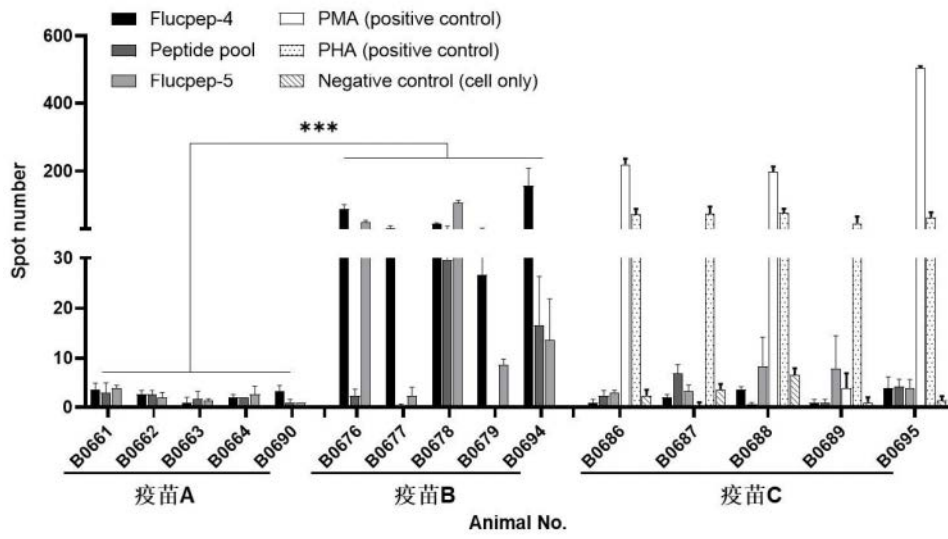 Flucpep-4
Peptide pool
Flucpep-5
PMA (positive control)
PHA (positive control)
Negative control (cell only)
Spot number
600
400
200
30
20
10
0
***
B0661
B0662
B0663
B0664
B0690
B0676
B0677
B0678
B0679
B0694
B0686
B0687
B0688
B0689
B0695
疫苗A
疫苗B
疫苗C
Animal No.